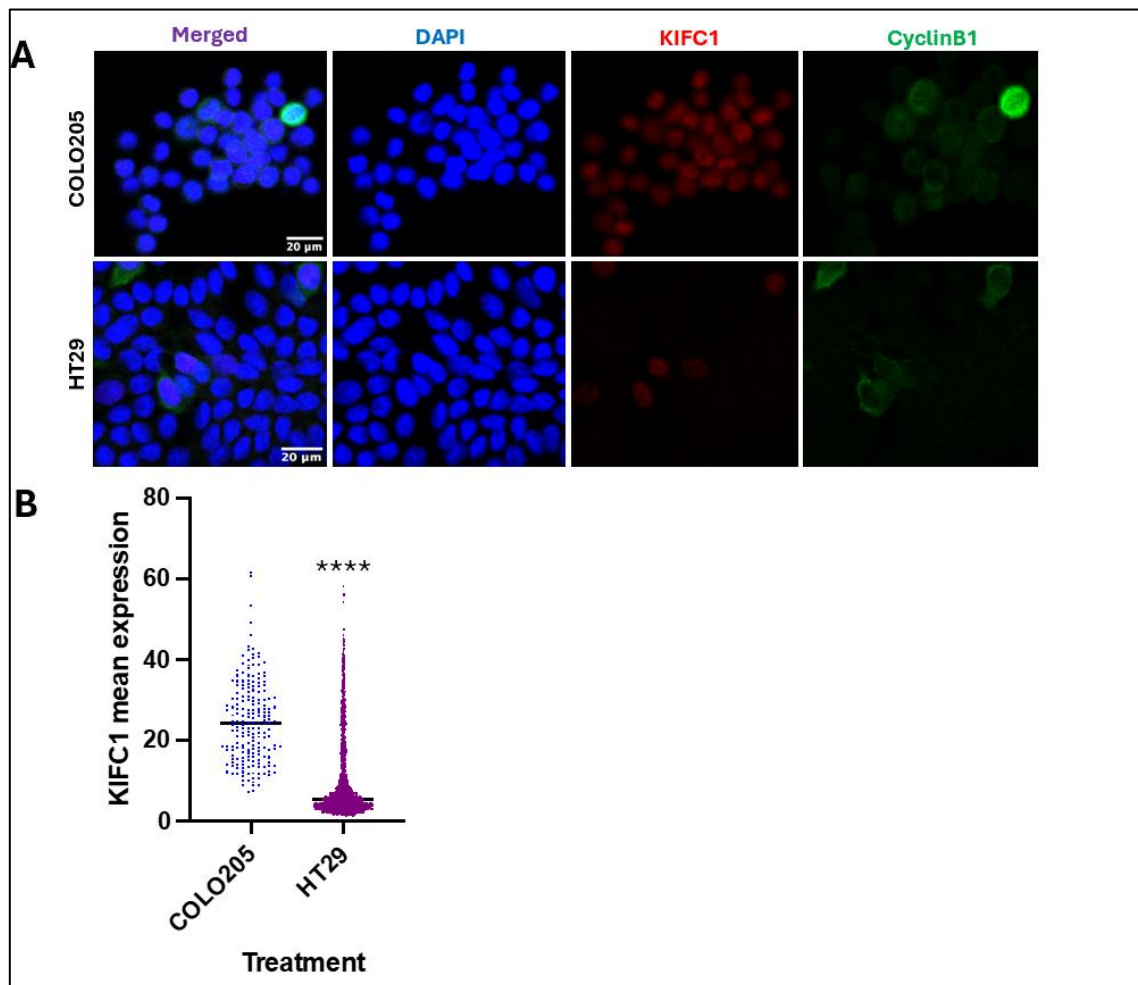 A
Merged DAPI KIFC1 CyclinB1
COLO205
20 µm
HT29
20 µm
B
KIFC1 mean expression
80
60
40
20
0
****
COLO205 HT29
Treatment